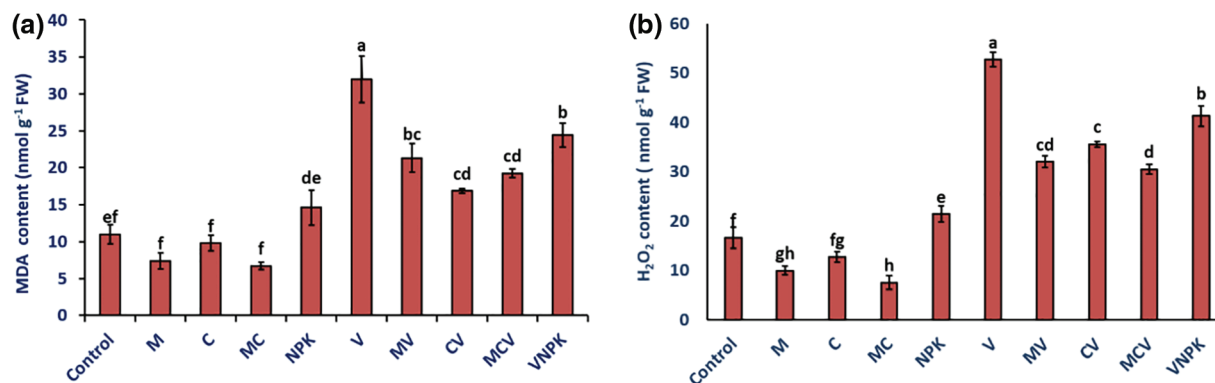 (a)
MDA content (nmol g⁻¹ FW)
40
35
30
25
20
15
10
5
0
ef
f
f
f
de
a
bc
cd
cd
b
Control
M
C
MC
NPK
V
MV
CV
MCV
VNPK
(b)
H₂O₂ content ( nmol g⁻¹ FW)
60
50
40
30
20
10
0
f
gh
fg
h
e
a
cd
c
d
b
Control
M
C
MC
NPK
V
MV
CV
MCV
VNPK